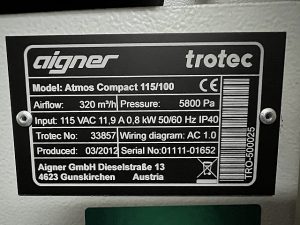 aigner trotec
Model: Atmos Compact 115/100 CE
Airflow: 320 m³/h Pressure: 5800 Pa
Input: 115 VAC 11,9 A 0,8 kW 50/60 Hz IP40
Trotec No: 33857 Wiring diagram: AC 1.0
Produced: 03/2012 Serial No: 01111-01652
Aigner GmbH Dieselstraße 13
4623 Gunskirchen Austria
TRO-500025